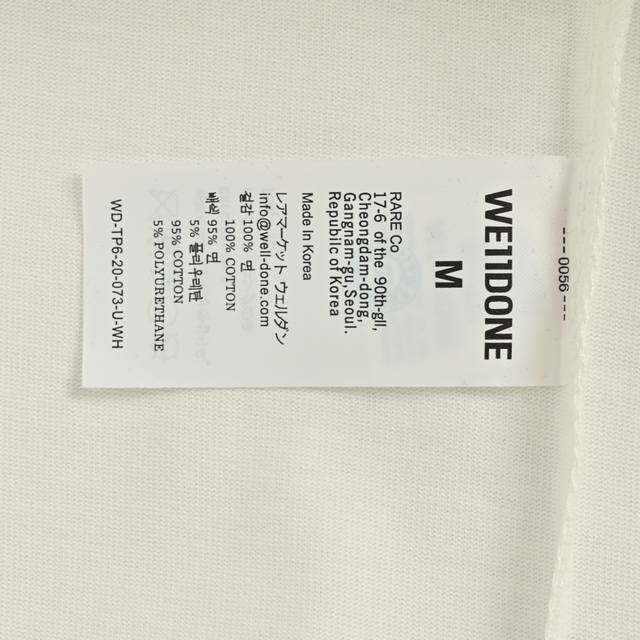 --- 0056 ---
WE11DONE
M
RARE Co.
17-6 of the 90th-gil,
Cheongdam-dong,
Gangnam-gu, Seoul.
Republic of Korea
Made In Korea
レアマーケット ウェルダン
info@well-done.com
겉감 100% 면
100% COTTON
배색 95% 면
5% 폴리우레탄
95% COTTON
5% POLYURETHANE
WD-TP6-20-073-U-WH